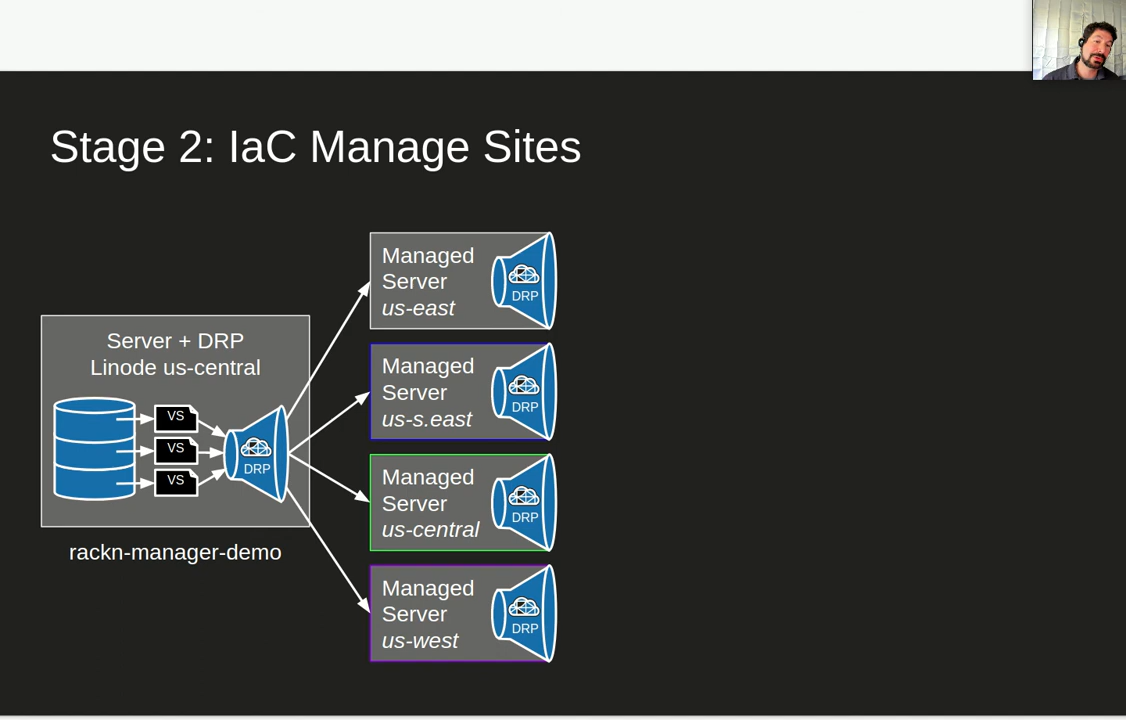 Stage 2: IaC Manage Sites
Server + DRP
Linode us-central
VS
VS
VS
DRP
rackn-manager-demo
Managed
Server
us-east
DRP
Managed
Server
us-s.east
DRP
Managed
Server
us-central
DRP
Managed
Server
us-west
DRP